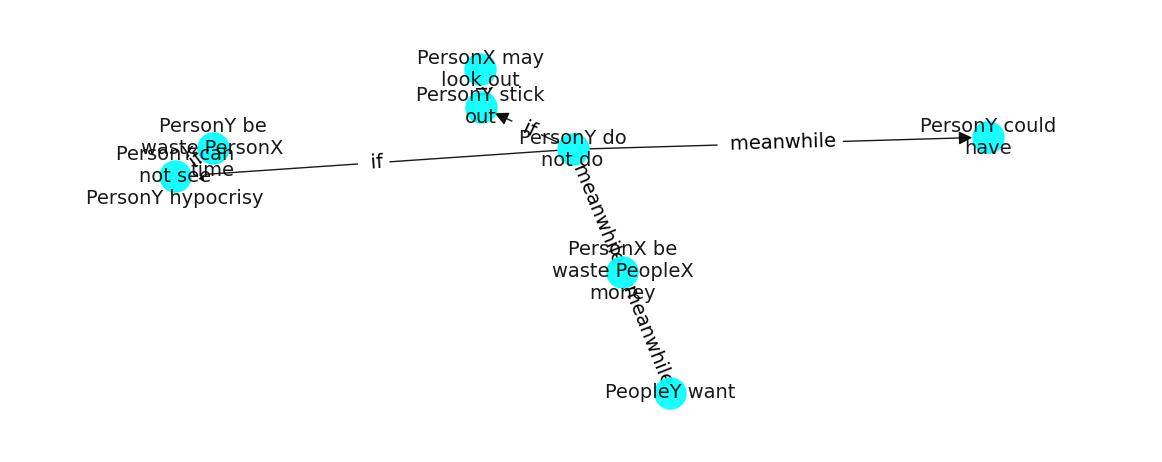 PersonX may
look out
PersonY stick
out
if
PersonY do
not do
meanwhile
PersonY could
have
PersonY be
waste PersonX
time
PersonY can
not see
PersonY hypocrisy
if
meanwhile
PersonX be
waste PeopleX
money
meanwhile
PeopleY want